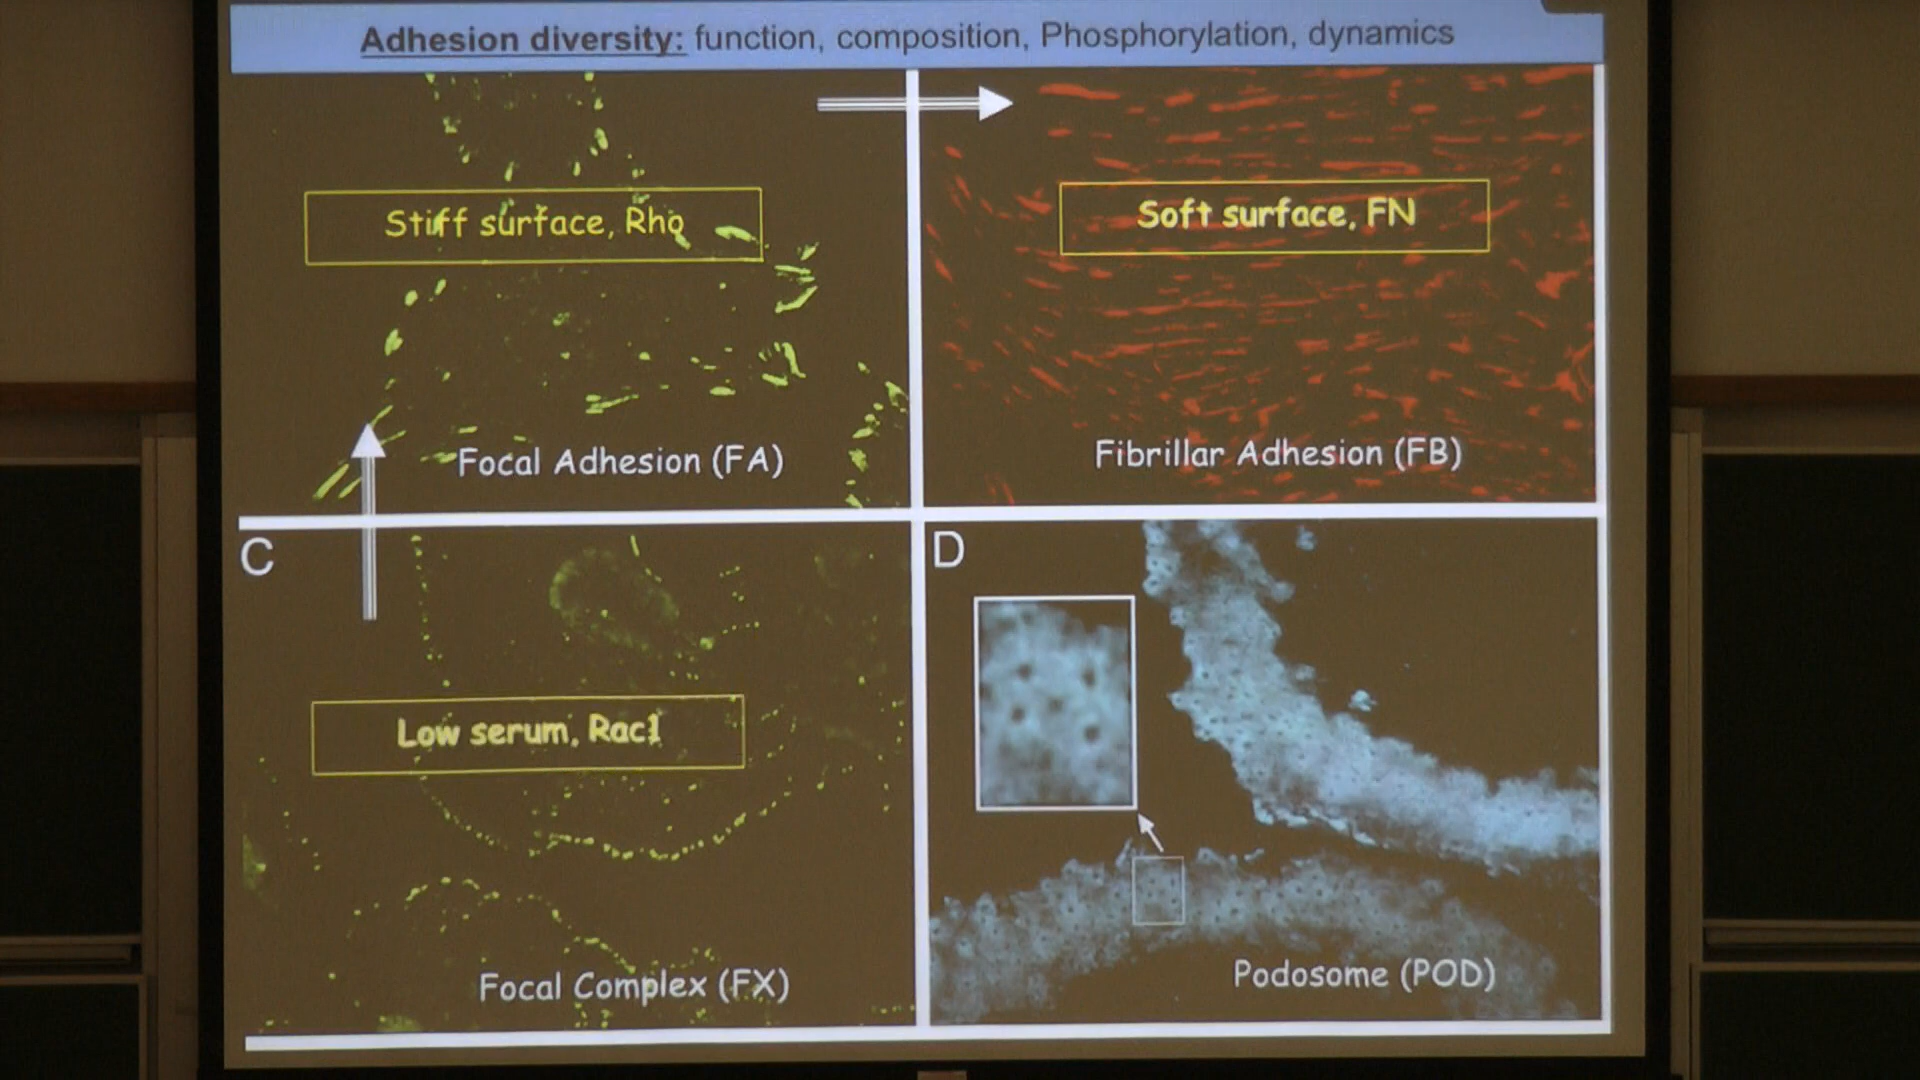 Adhesion diversity: function, composition, Phosphorylation, dynamics
Stiff surface, Rho
Soft surface, FN
Focal Adhesion (FA)
Fibrillar Adhesion (FB)
C
D
Low serum, Rac1
Focal Complex (FX)
Podosome (POD)